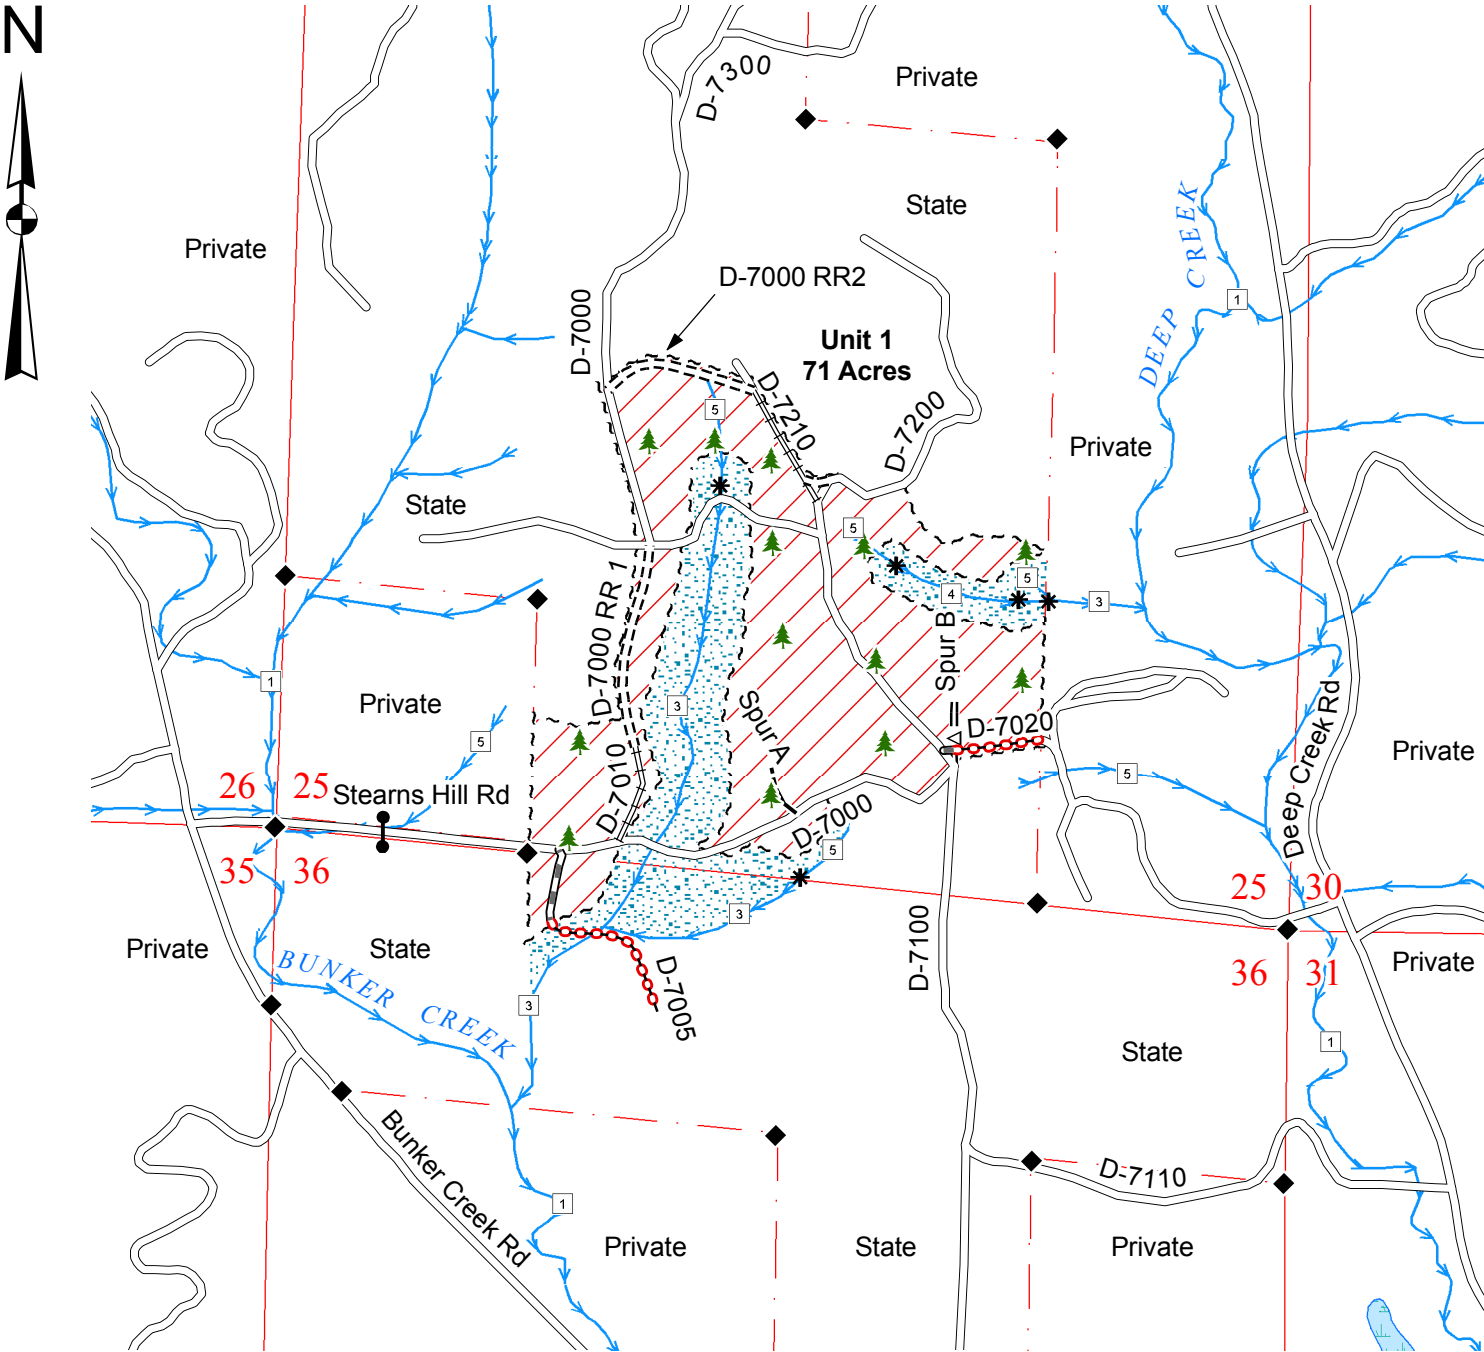 N
Private
D-7300
Private
State
DEEP CREEK
D-7000 RR2
D-7000
1
Unit 1
71 Acres
D-7210
D-7200
5
Private
State
5
5
4
3
D-7000 RR 1
Spur B
1
Private
3
5
Spur A
D-7020
Deep Creek Rd
Private
D-7010
5
26
25
Stearns Hill Rd
D-7000
5
35
36
25
30
3
Private
State
D-7100
D-7005
36
31
Private
BUNKER CREEK
3
1
State
Bunker Creek Rd
D-7110
1
Private
State
Private